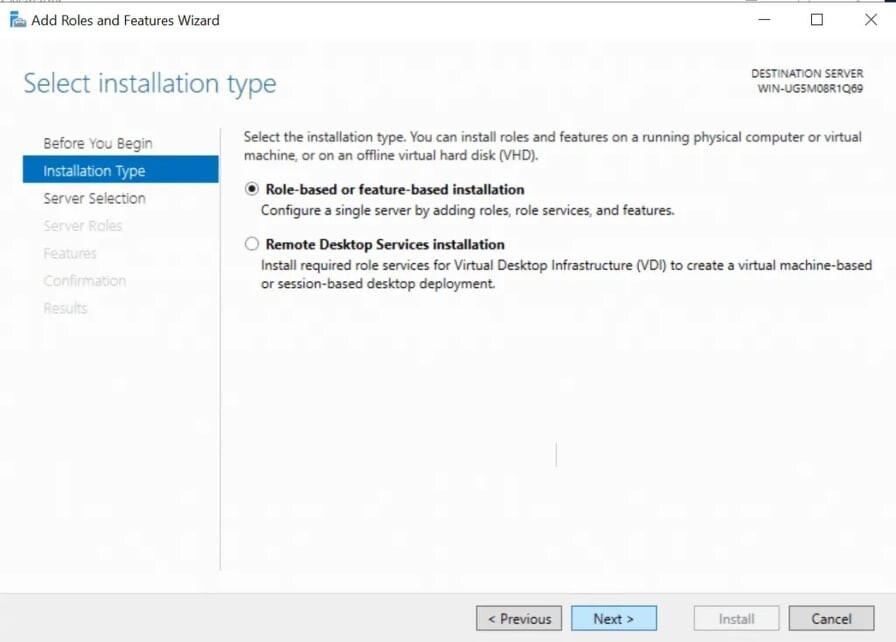 Add Roles and Features Wizard
Select installation type
DESTINATION SERVER
WIN-UG5M08R1Q69
Before You Begin
Installation Type
Server Selection
Server Roles
Features
Confirmation
Results
Select the installation type. You can install roles and features on a running physical computer or virtual
machine, or on an offline virtual hard disk (VHD).
Role-based or feature-based installation
Configure a single server by adding roles, role services, and features.
Remote Desktop Services installation
Install required role services for Virtual Desktop Infrastructure (VDI) to create a virtual machine-based
or session-based desktop deployment.
< Previous
Next >
Install
Cancel